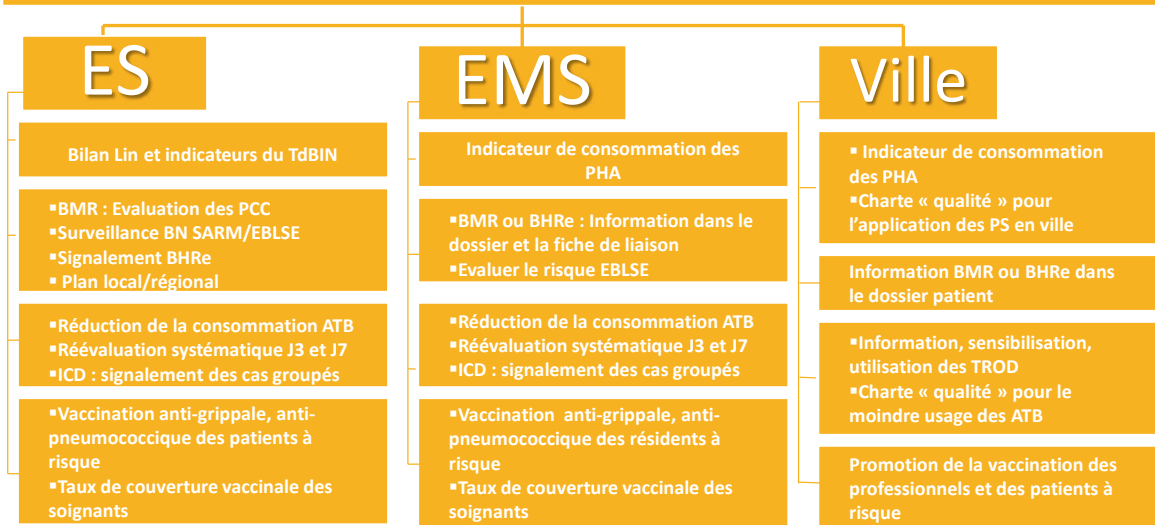 ES
Bilan Lin et indicateurs du TdBIN
▪BMR : Evaluation des PCC
▪Surveillance BN SARM/EBLSE
▪Signalement BHRe
▪ Plan local/régional
▪Réduction de la consommation ATB
▪Réévaluation systématique J3 et J7
▪ICD : signalement des cas groupés
▪Vaccination anti-grippale, anti-
pneumococcique des patients à
risque
▪Taux de couverture vaccinale des
soignants
EMS
Indicateur de consommation des
PHA
▪BMR ou BHRe : Information dans le
dossier et la fiche de liaison
▪Evaluer le risque EBLSE
▪Réduction de la consommation ATB
▪Réévaluation systématique J3 et J7
▪ICD : signalement des cas groupés
▪Vaccination anti-grippale, anti-
pneumococcique des résidents à
risque
▪Taux de couverture vaccinale des
soignants
Ville
▪ Indicateur de consommation
des PHA
▪Charte « qualité » pour
l'application des PS en ville
Information BMR ou BHRe dans
le dossier patient
▪Information, sensibilisation,
utilisation des TROD
▪Charte « qualité » pour le
moindre usage des ATB
Promotion de la vaccination des
professionnels et des patients à
risque